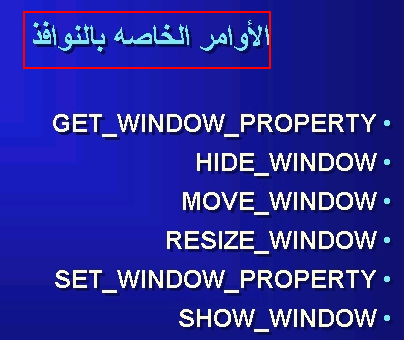 الأوامر الخاصه بالنوافذ
GET_WINDOW_PROPERTY •
HIDE_WINDOW •
MOVE_WINDOW •
RESIZE_WINDOW •
SET_WINDOW_PROPERTY •
SHOW_WINDOW •